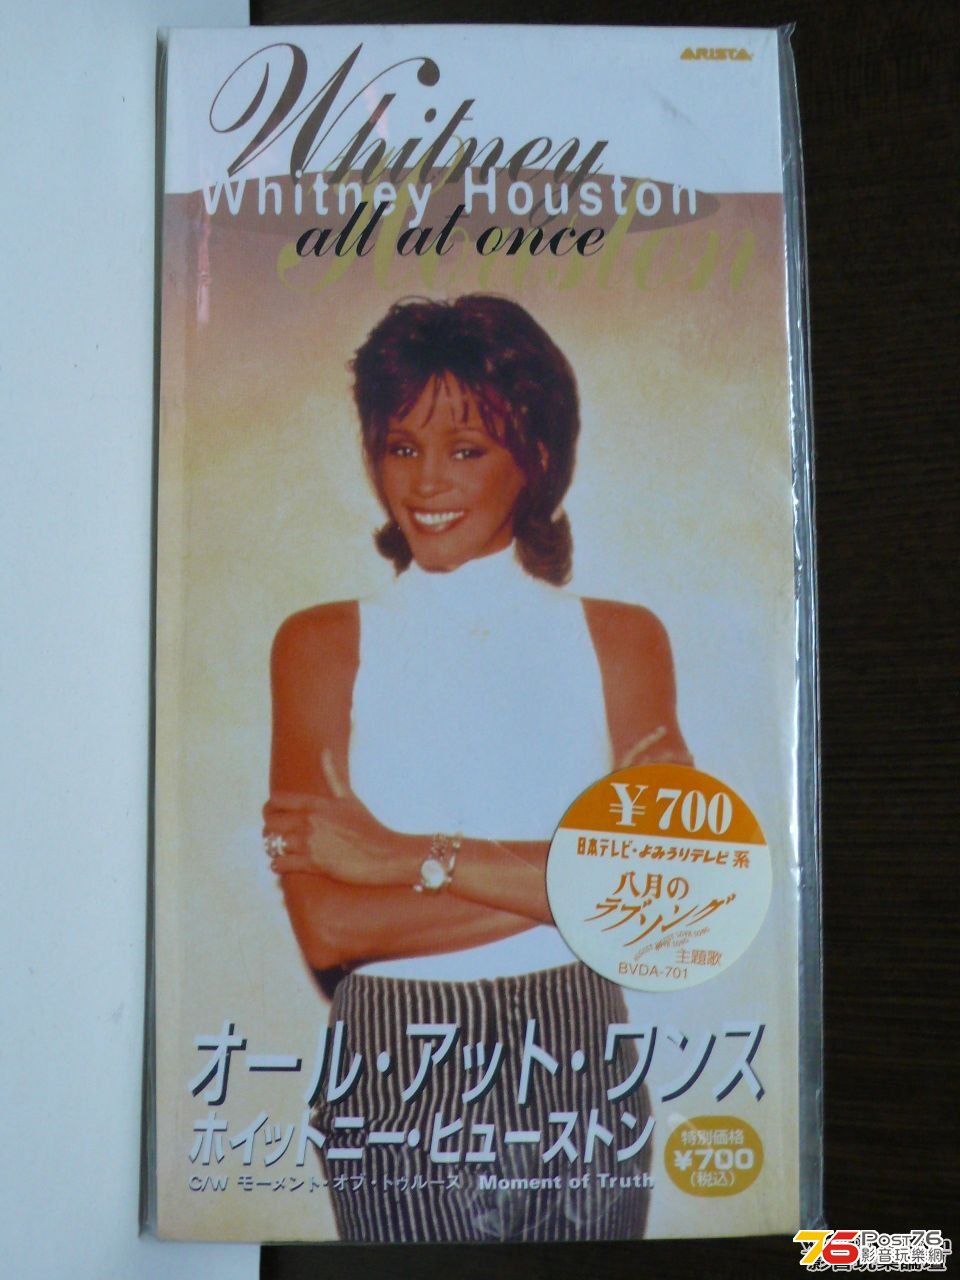 ARISTA
Whitney
Houston
Whitney Houston
all at once
¥700
日本テレビ・よみうりテレビ系
八月の
ラブソング
AUGUST LOVE SONG
主題歌
BVDA-701
オール・アット・ワンス
ホイットニー・ヒューストン
C/W モーメント・オブ・トゥルース Moment of Truth
特別価格
¥700
(税込)
76 Post76
影音玩樂網